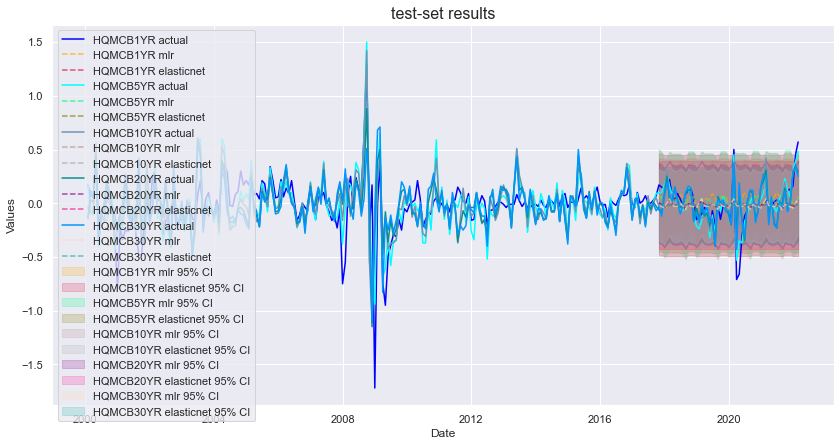 test-set results
HQMCB1YR actual
HQMCB1YR mlr
HQMCB1YR elasticnet
HQMCB5YR actual
HQMCB5YR mlr
HQMCB5YR elasticnet
HQMCB10YR actual
HQMCB10YR mlr
HQMCB10YR elasticnet
HQMCB20YR actual
HQMCB20YR mlr
HQMCB20YR elasticnet
HQMCB30YR actual
HQMCB30YR mlr
HQMCB30YR elasticnet
HQMCB1YR mlr 95% CI
HQMCB1YR elasticnet 95% CI
HQMCB5YR mlr 95% CI
HQMCB5YR elasticnet 95% CI
HQMCB10YR mlr 95% CI
HQMCB10YR elasticnet 95% CI
HQMCB20YR mlr 95% CI
HQMCB20YR elasticnet 95% CI
HQMCB30YR mlr 95% CI
HQMCB30YR elasticnet 95% CI
1.5
1.0
0.5
0.0
−0.5
−1.0
−1.5
Values
2000 2004 2008 2012 2016 2020
Date